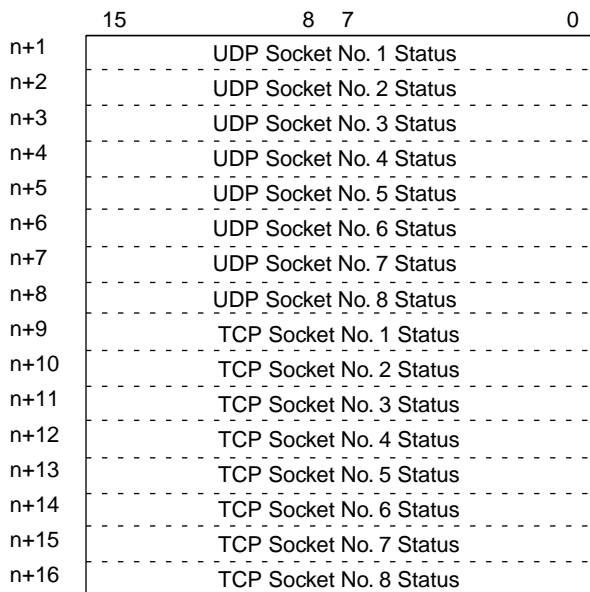 15 8 7 0
n+1 UDP Socket No. 1 Status
n+2 UDP Socket No. 2 Status
n+3 UDP Socket No. 3 Status
n+4 UDP Socket No. 4 Status
n+5 UDP Socket No. 5 Status
n+6 UDP Socket No. 6 Status
n+7 UDP Socket No. 7 Status
n+8 UDP Socket No. 8 Status
n+9 TCP Socket No. 1 Status
n+10 TCP Socket No. 2 Status
n+11 TCP Socket No. 3 Status
n+12 TCP Socket No. 4 Status
n+13 TCP Socket No. 5 Status
n+14 TCP Socket No. 6 Status
n+15 TCP Socket No. 7 Status
n+16 TCP Socket No. 8 Status